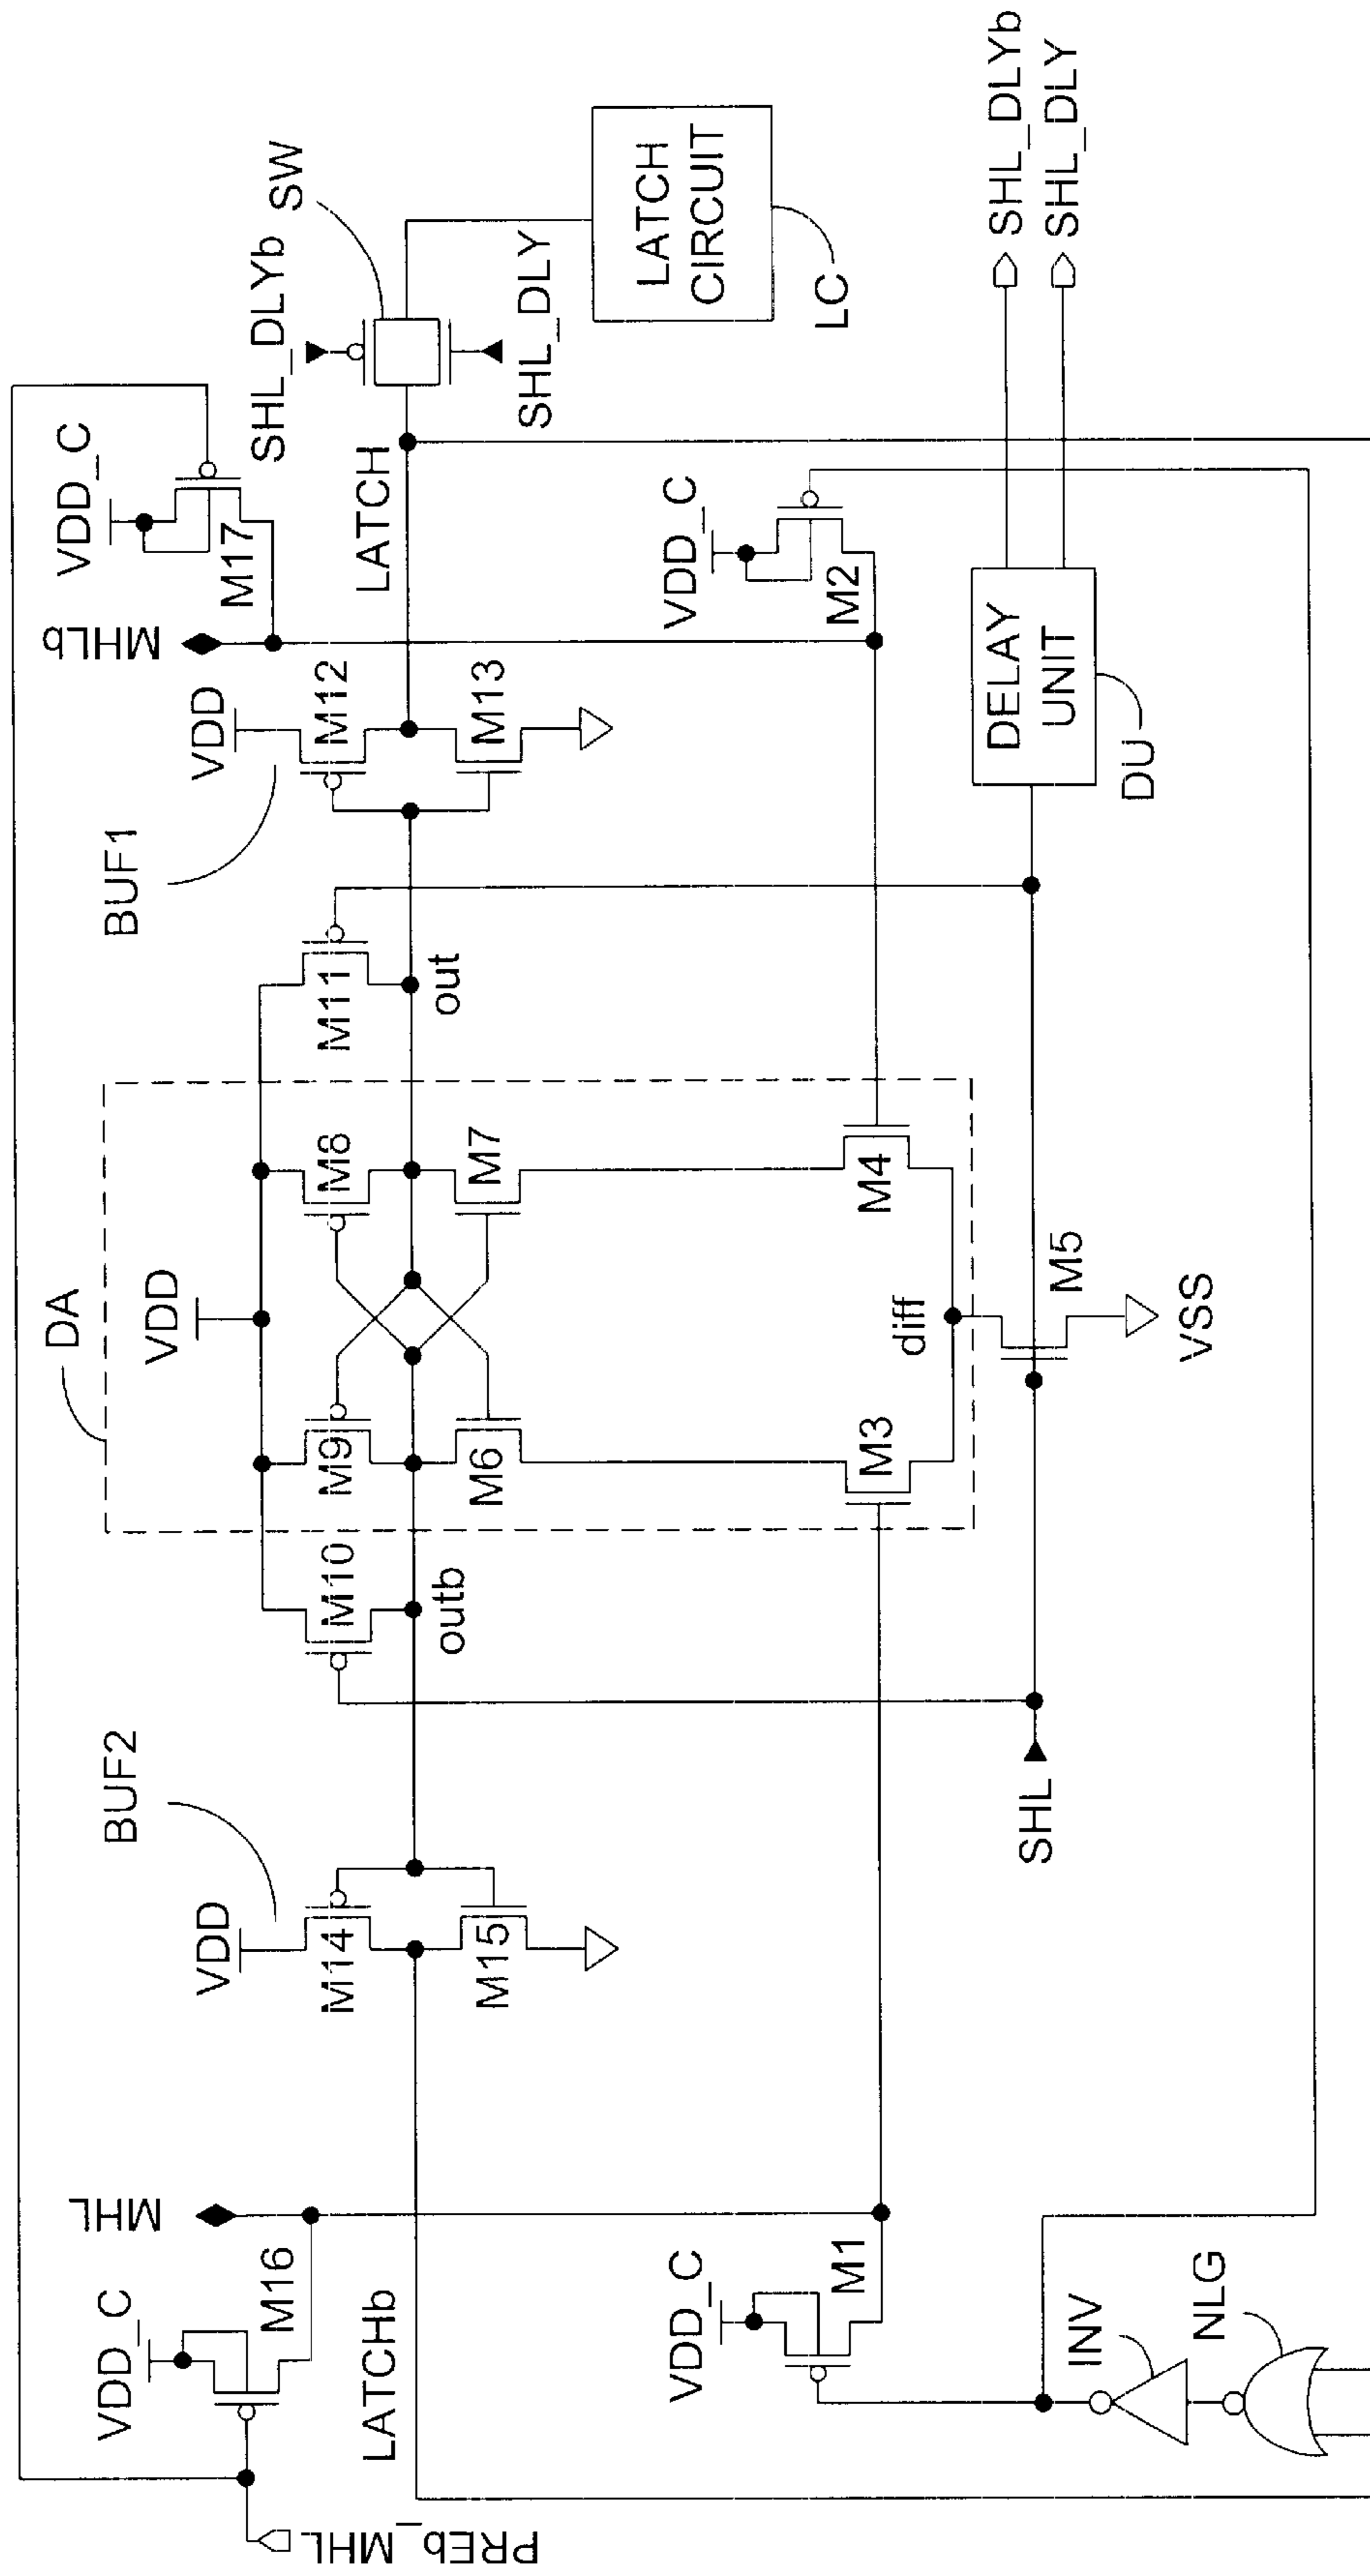 PREb_MHL
VDD_C
M16
MHL
LATCHb
VDD_C
M1
INV
NLG
BUF2
VDD
M14
M15
SHL
DA
VDD
M10
outb
M9
M6
M8
M7
M3
M4
diff
M5
VSS
M11
out
BUF1
VDD
M12
M13
MHLb
VDD_C
M17
LATCH
VDD_C
M2
DELAY
UNIT
DU
SHL_DLYb
SW
SHL_DLY
LATCH
CIRCUIT
LC
SHL_DLYb
SHL_DLY